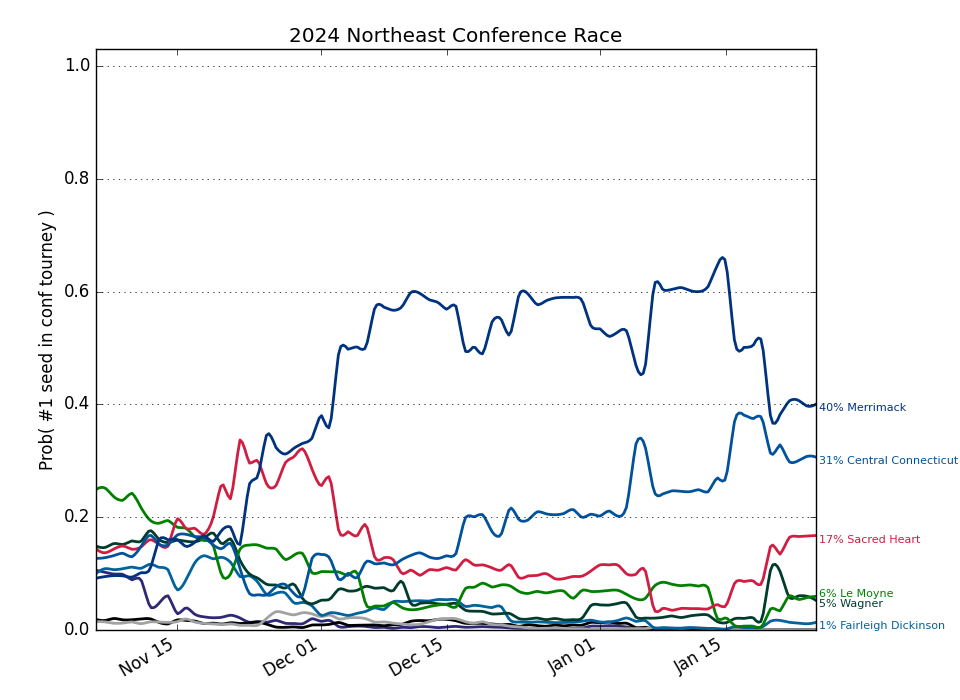 2024 Northeast Conference Race
Prob( #1 seed in conf tourney )
1.0
0.8
0.6
0.4
0.2
0.0
40% Merrimack
31% Central Connecticut
17% Sacred Heart
6% Le Moyne
5% Wagner
1% Fairleigh Dickinson
Nov 15
Dec 01
Dec 15
Jan 01
Jan 15